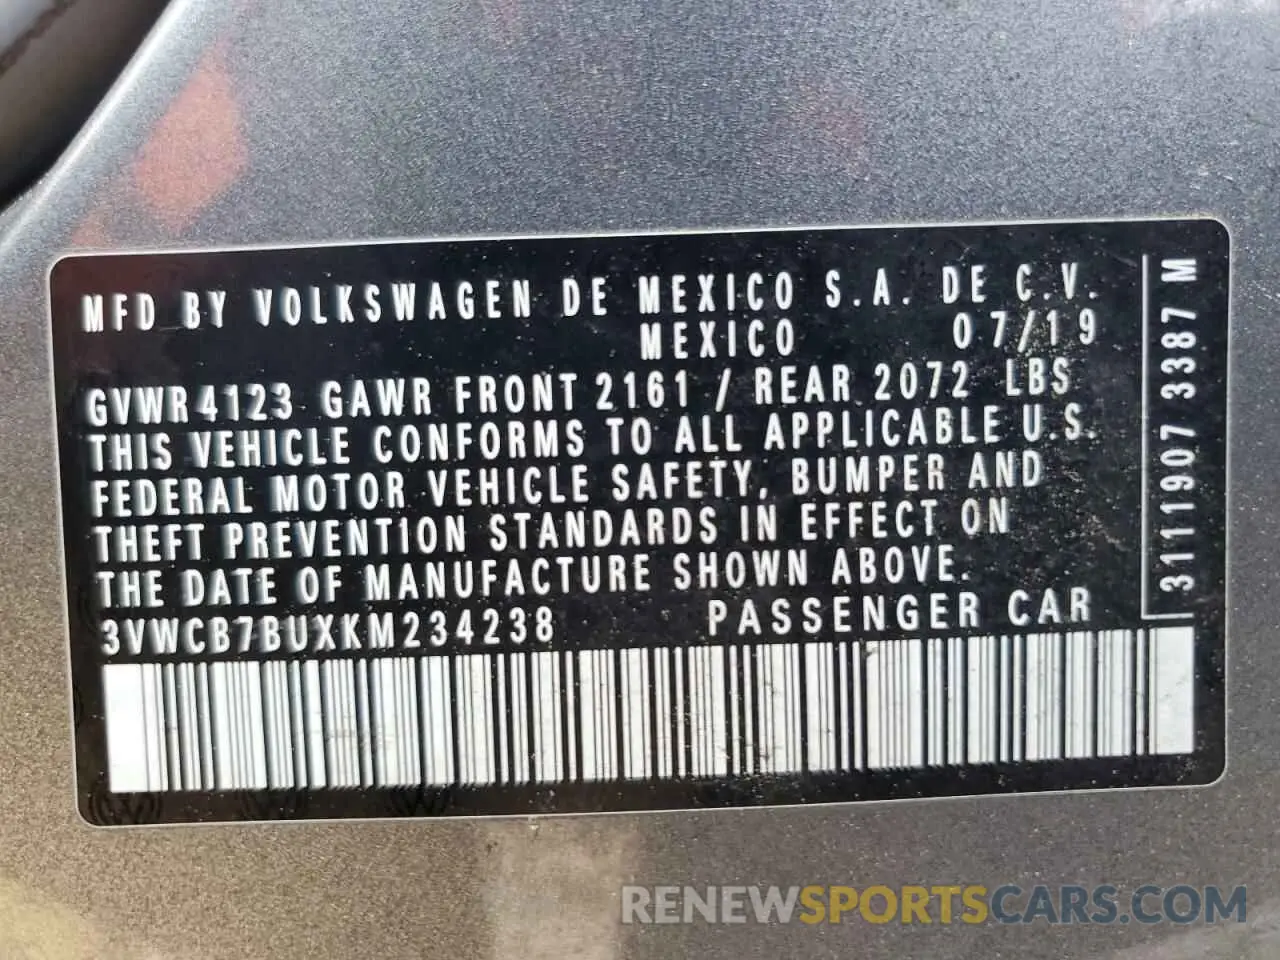 MFD BY VOLKSWAGEN DE MEXICO S.A. DE C.V.
MEXICO 07/19
GVWR 4123 GAWR FRONT 2161 / REAR 2072 LBS
THIS VEHICLE CONFORMS TO ALL APPLICABLE U.S.
FEDERAL MOTOR VEHICLE SAFETY, BUMPER AND
THEFT PREVENTION STANDARDS IN EFFECT ON
THE DATE OF MANUFACTURE SHOWN ABOVE.
3VWCB7BUXKM234238 PASSENGER CAR
3111907 3387 M
RENEWSPORTSCARS.COM